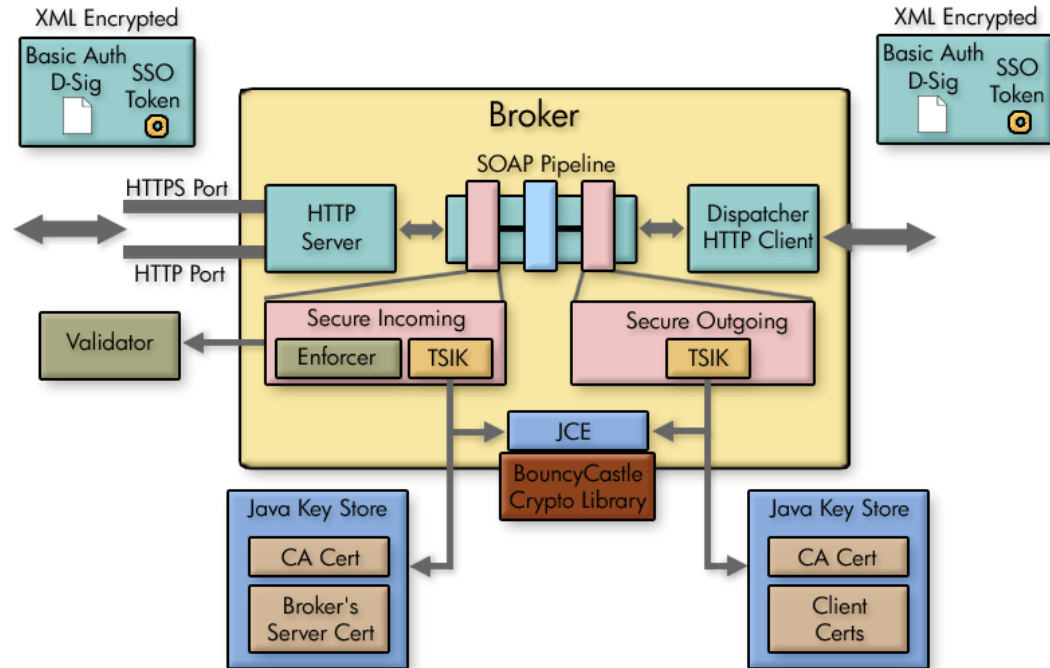 XML Encrypted
Basic Auth
D-Sig
SSO
Token
XML Encrypted
Basic Auth
D-Sig
SSO
Token
Broker
SOAP Pipeline
HTTPS Port
HTTP
Server
HTTP Port
Dispatcher
HTTP Client
Validator
Secure Incoming
Enforcer
TSIK
Secure Outgoing
TSIK
JCE
BouncyCastle
Crypto Library
Java Key Store
CA Cert
Broker's
Server Cert
Java Key Store
CA Cert
Client
Certs